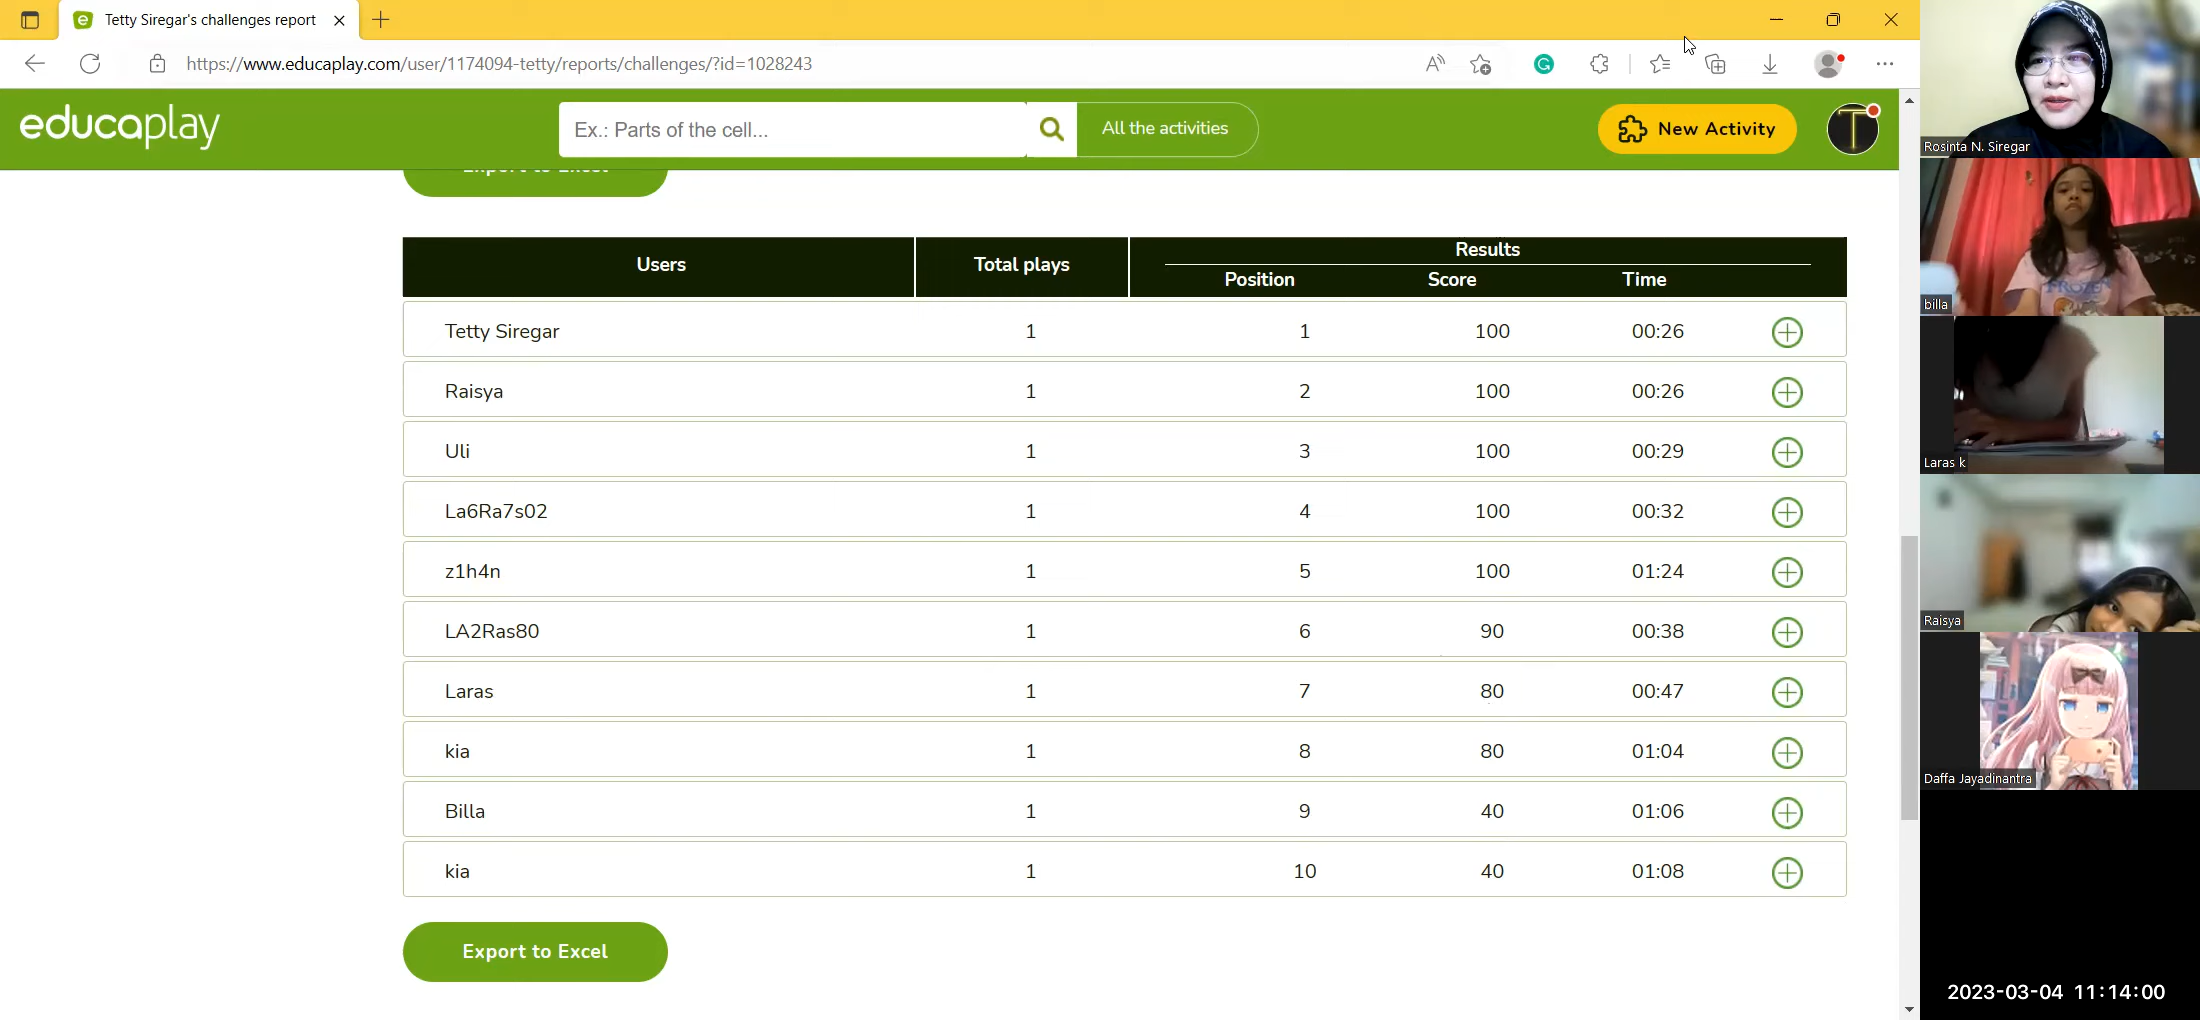 Tetty Siregar's challenges report
https://www.educaplay.com/user/1174094-tetty/reports/challenges/?id=1028243
educaplay
Ex.: Parts of the cell...
All the activities
New Activity
T
Export to Excel
Users Total plays Results
Position Score Time
Tetty Siregar 1 1 100 00:26
Raisya 1 2 100 00:26
Uli 1 3 100 00:29
La6Ra7s02 1 4 100 00:32
z1h4n 1 5 100 01:24
LA2Ras80 1 6 90 00:38
Laras 1 7 80 00:47
kia 1 8 80 01:04
Billa 1 9 40 01:06
kia 1 10 40 01:08
Export to Excel
Rosinta N. Siregar
billa
FROZEN
Laras k
Raisya
Daffa Jayadinantra
2023-03-04 11:14:00